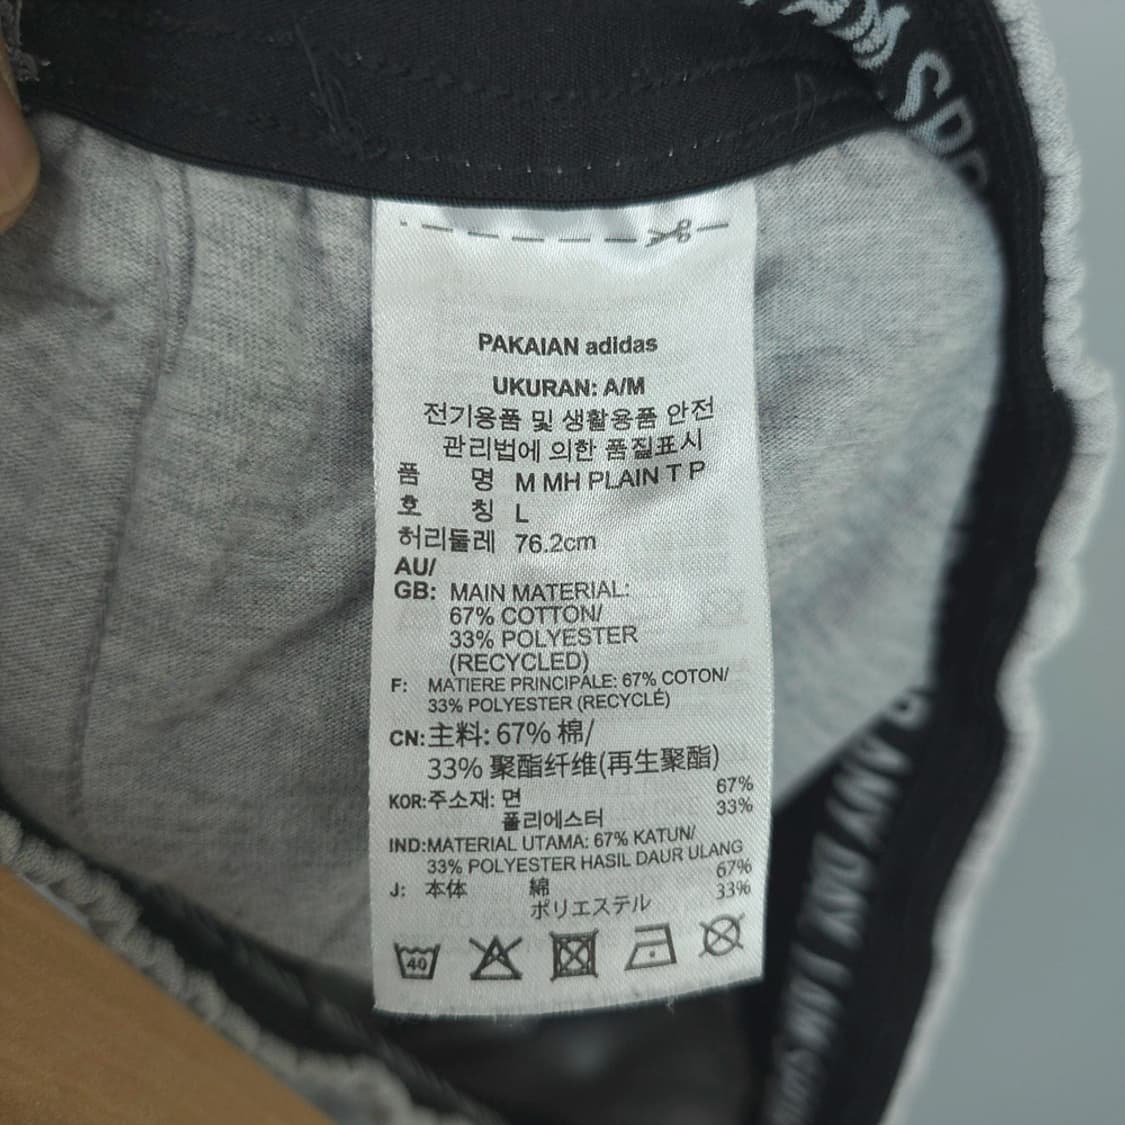 PAKAIAN adidas
UKURAN: A/M
전기용품 및 생활용품 안전
관리법에 의한 품질표시
품 명 M MH PLAIN T P
호 칭 L
허리둘레 76.2cm
AU/
GB: MAIN MATERIAL:
67% COTTON/
33% POLYESTER
(RECYCLED)
F: MATIERE PRINCIPALE: 67% COTON/
33% POLYESTER (RECYCLÉ)
CN:主料: 67% 棉/
33% 聚酯纤维(再生聚酯)
KOR:주소재: 면 67%
폴리에스터 33%
IND:MATERIAL UTAMA: 67% KATUN/
33% POLYESTER HASIL DAUR ULANG
J: 本体 綿 67%
ポリエステル 33%
40